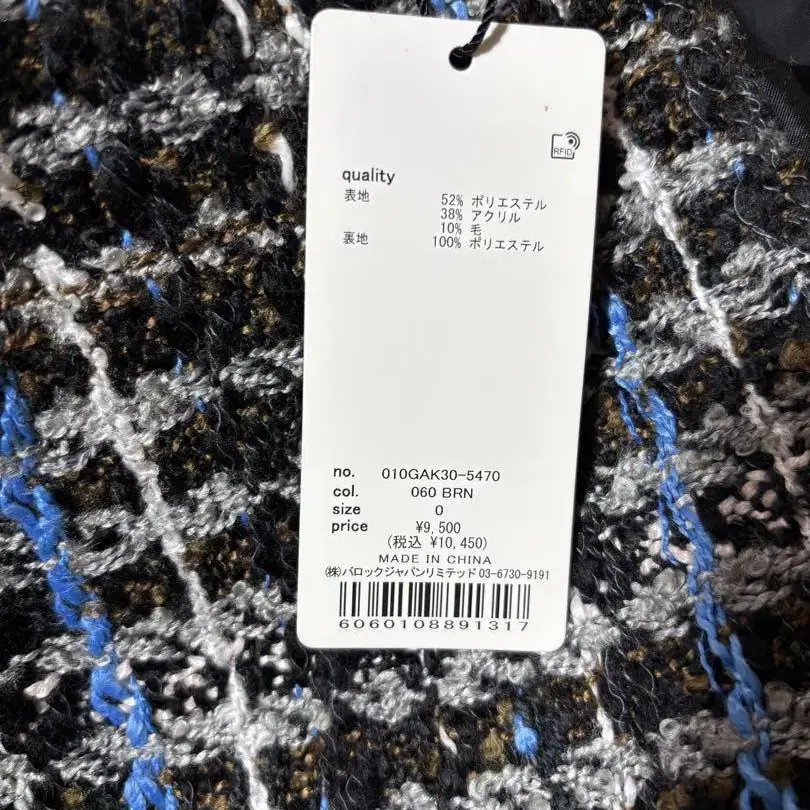 RFID
quality
表地 52% ポリエステル
38% アクリル
10% 毛
裏地 100% ポリエステル
no. 010GAK30-5470
col. 060 BRN
size 0
price ¥9,500
(税込 ¥10,450)
MADE IN CHINA
(株)バロックジャパンリミテッド 03-6730-9191
6060108891317